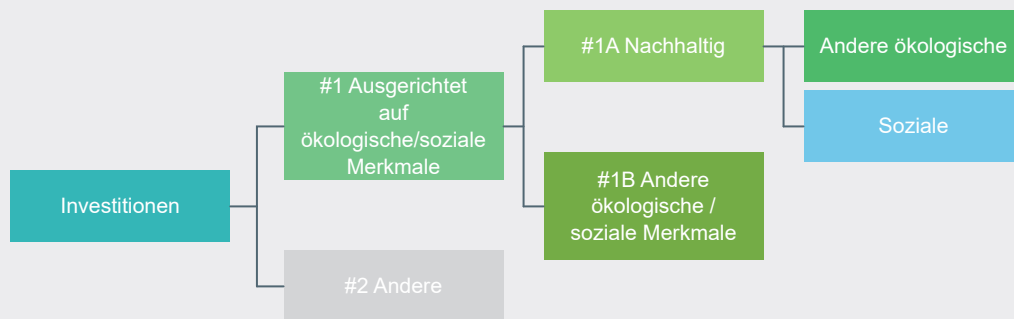 Investitionen
#1 Ausgerichtet
auf
ökologische/soziale
Merkmale
#2 Andere
#1A Nachhaltig
#1B Andere
ökologische /
soziale Merkmale
Andere ökologische
Soziale